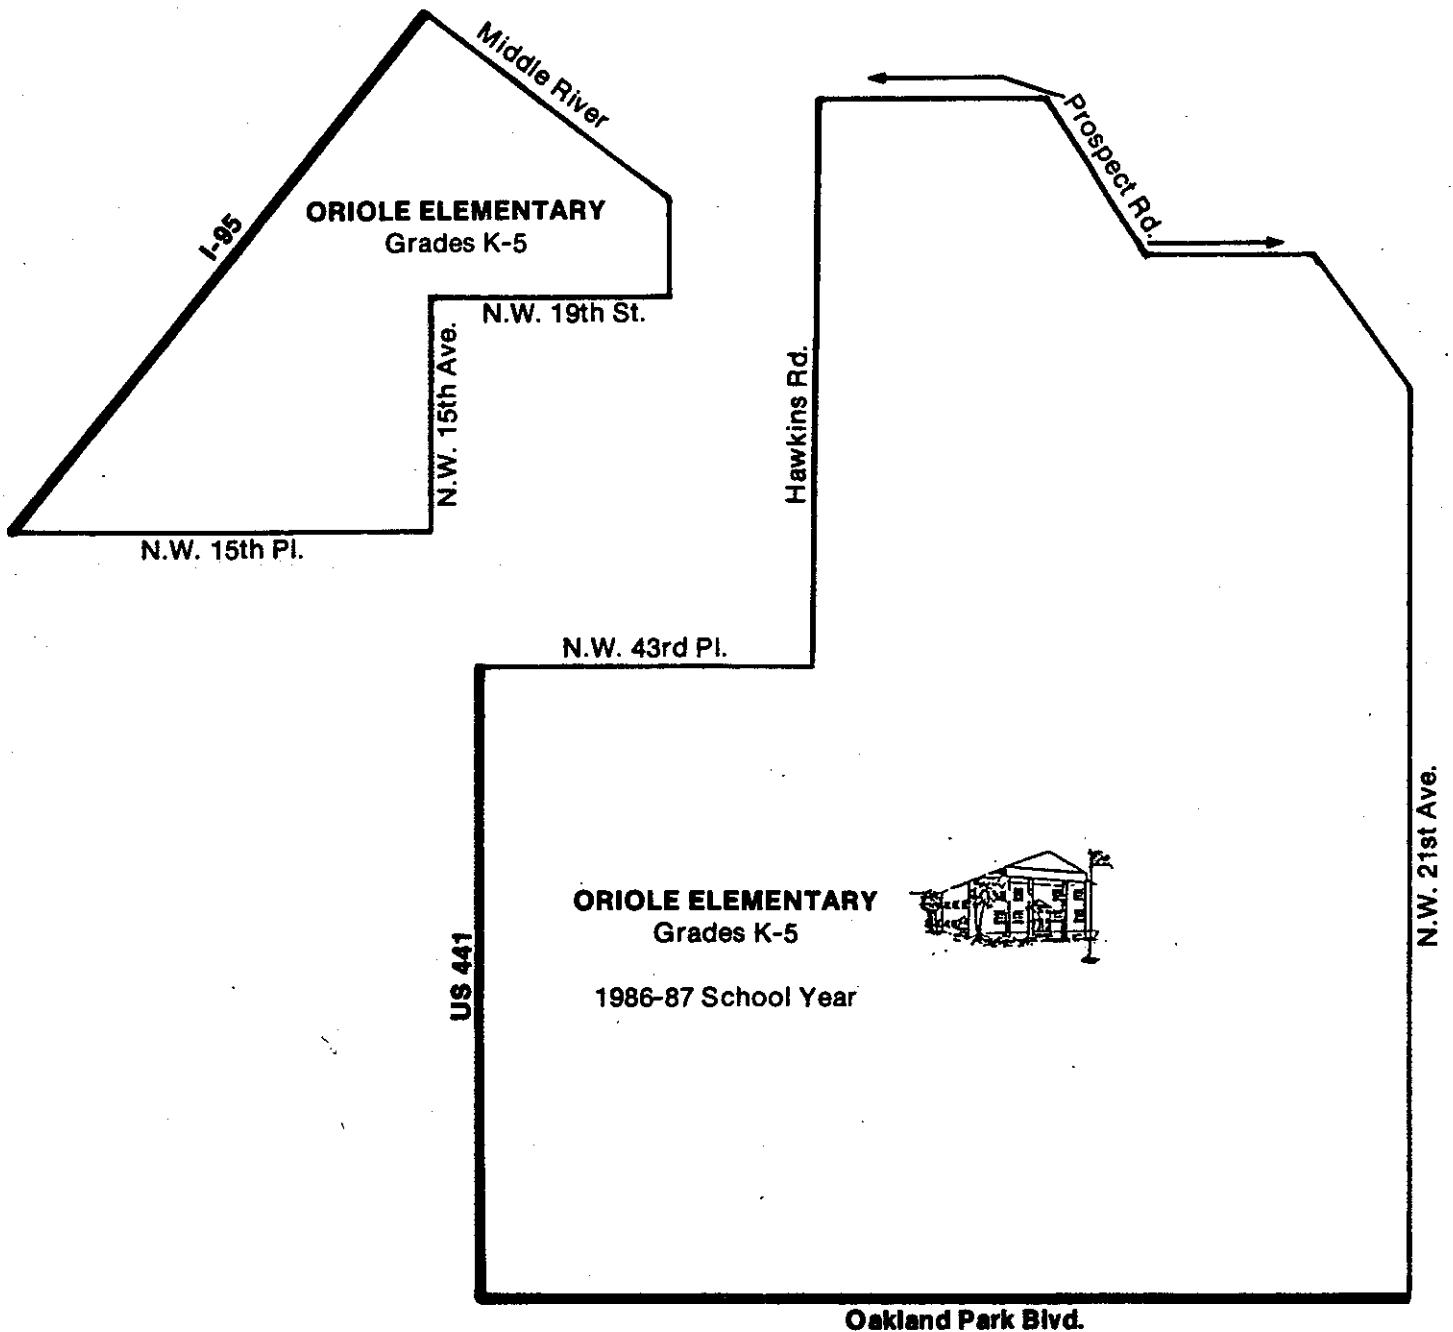 Middle River
I-95
ORIOLE ELEMENTARY
Grades K-5
N.W. 19th St.
N.W. 15th Ave.
N.W. 15th Pl.
Prospect Rd.
Hawkins Rd.
N.W. 43rd Pl.
N.W. 21st Ave.
US 441
ORIOLE ELEMENTARY
Grades K-5
1986-87 School Year
Oakland Park Blvd.